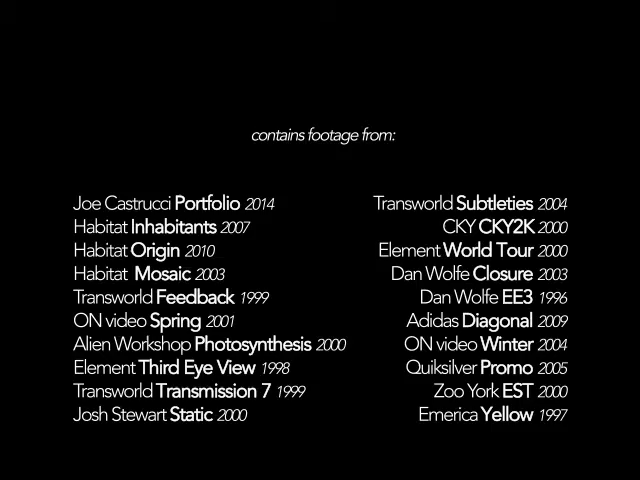 contains footage from:
Joe Castrucci Portfolio 2014
Habitat Inhabitants 2007
Habitat Origin 2010
Habitat Mosaic 2003
Transworld Feedback 1999
ON video Spring 2001
Alien Workshop Photosynthesis 2000
Element Third Eye View 1998
Transworld Transmission 7 1999
Josh Stewart Static 2000
Transworld Subtleties 2004
CKY CKY2K 2000
Element World Tour 2000
Dan Wolfe Closure 2003
Dan Wolfe EE3 1996
Adidas Diagonal 2009
ON video Winter 2004
Quiksilver Promo 2005
Zoo York EST 2000
Emerica Yellow 1997